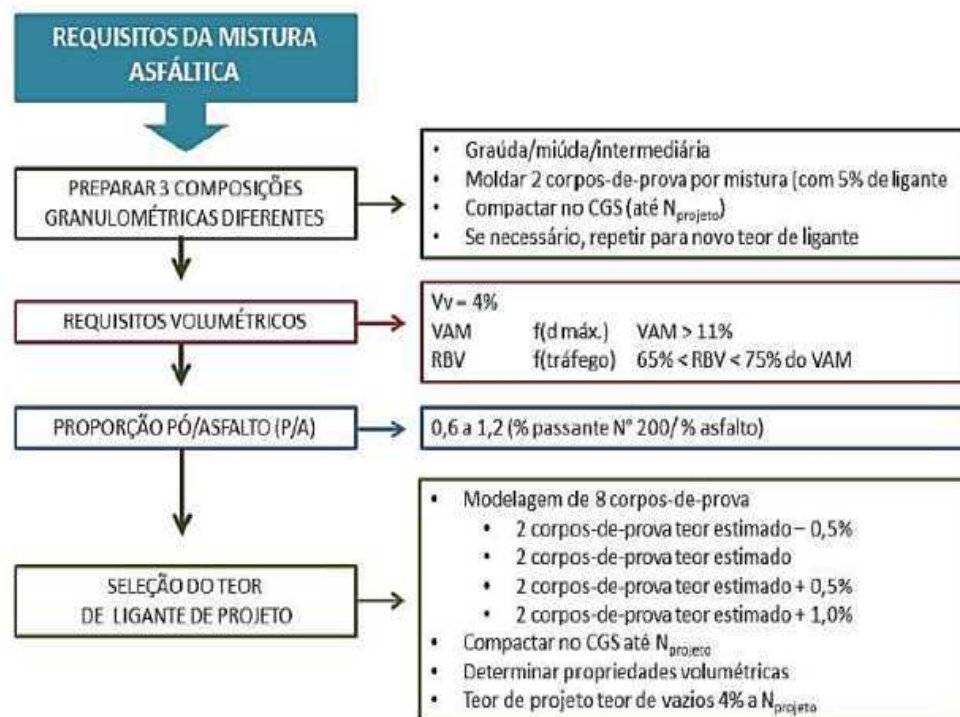 REQUISITOS DA MISTURA
ASFÁLTICA
PREPARAR 3 COMPOSIÇÕES
GRANULOMÉTRICAS DIFERENTES
• Graúda/miúda/intermediária
• Moldar 2 corpos-de-prova por mistura (com 5% de ligante
• Compactar no CGS (até Nprojeto)
• Se necessário, repetir para novo teor de ligante
REQUISITOS VOLUMÉTRICOS
Vv = 4%
VAM f(d máx.) VAM > 11%
RBV f(tráfego) 65% < RBV < 75% do VAM
PROPORÇÃO PÓ/ASFALTO (P/A)
0,6 a 1,2 (% passante N° 200/ % asfalto)
SELEÇÃO DO TEOR
DE LIGANTE DE PROJETO
• Modelagem de 8 corpos-de-prova
• 2 corpos-de-prova teor estimado – 0,5%
• 2 corpos-de-prova teor estimado
• 2 corpos-de-prova teor estimado + 0,5%
• 2 corpos-de-prova teor estimado + 1,0%
• Compactar no CGS até Nprojeto
• Determinar propriedades volumétricas
• Teor de projeto teor de vazios 4% a Nprojeto